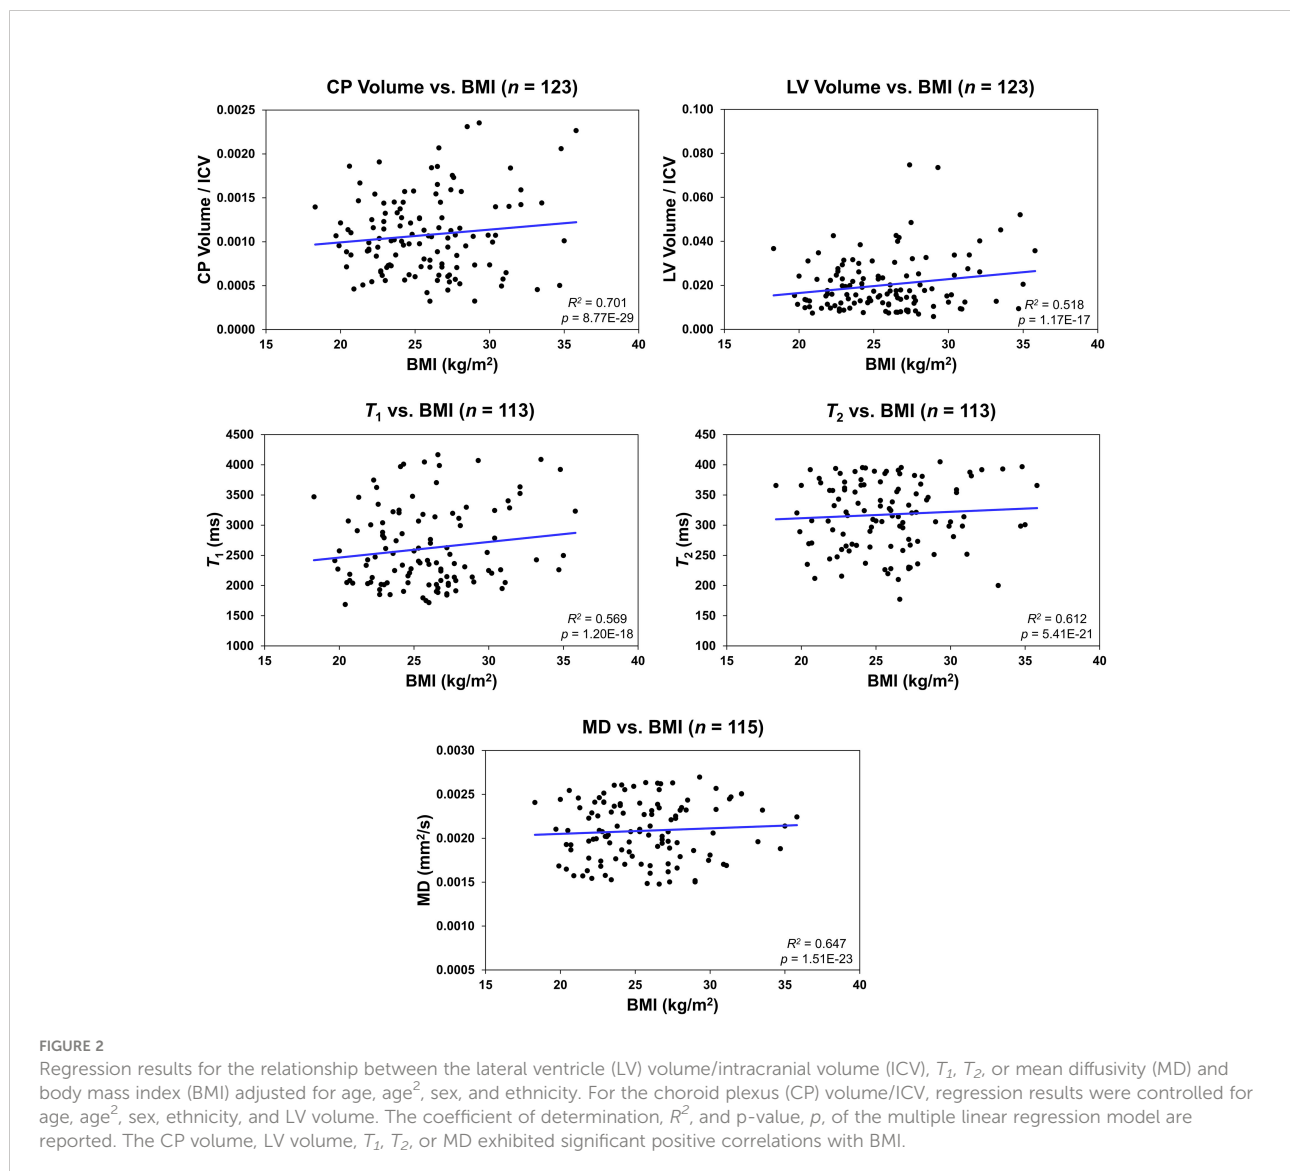 CP Volume vs. BMI (n = 123)
CP Volume / ICV
0.0025
0.0020
0.0015
0.0010
0.0005
0.0000
R² = 0.701
p = 8.77E-29
15 20 25 30 35 40
BMI (kg/m²)
LV Volume vs. BMI (n = 123)
LV Volume / ICV
0.100
0.080
0.060
0.040
0.020
0.000
R² = 0.518
p = 1.17E-17
15 20 25 30 35 40
BMI (kg/m²)
T₁ vs. BMI (n = 113)
T₁ (ms)
4500
4000
3500
3000
2500
2000
1500
1000
R² = 0.569
p = 1.20E-18
15 20 25 30 35 40
BMI (kg/m²)
T₂ vs. BMI (n = 113)
T₂ (ms)
450
400
350
300
250
200
150
100
R² = 0.612
p = 5.41E-21
15 20 25 30 35 40
BMI (kg/m²)
MD vs. BMI (n = 115)
MD (mm²/s)
0.0030
0.0025
0.0020
0.0015
0.0010
0.0005
R² = 0.647
p = 1.51E-23
15 20 25 30 35 40
BMI (kg/m²)
FIGURE 2
Regression results for the relationship between the lateral ventricle (LV) volume/intracranial volume (ICV), T₁, T₂, or mean diffusivity (MD) and
body mass index (BMI) adjusted for age, age², sex, and ethnicity. For the choroid plexus (CP) volume/ICV, regression results were controlled for
age, age², sex, ethnicity, and LV volume. The coefficient of determination, R², and p-value, p, of the multiple linear regression model are
reported. The CP volume, LV volume, T₁, T₂, or MD exhibited significant positive correlations with BMI.